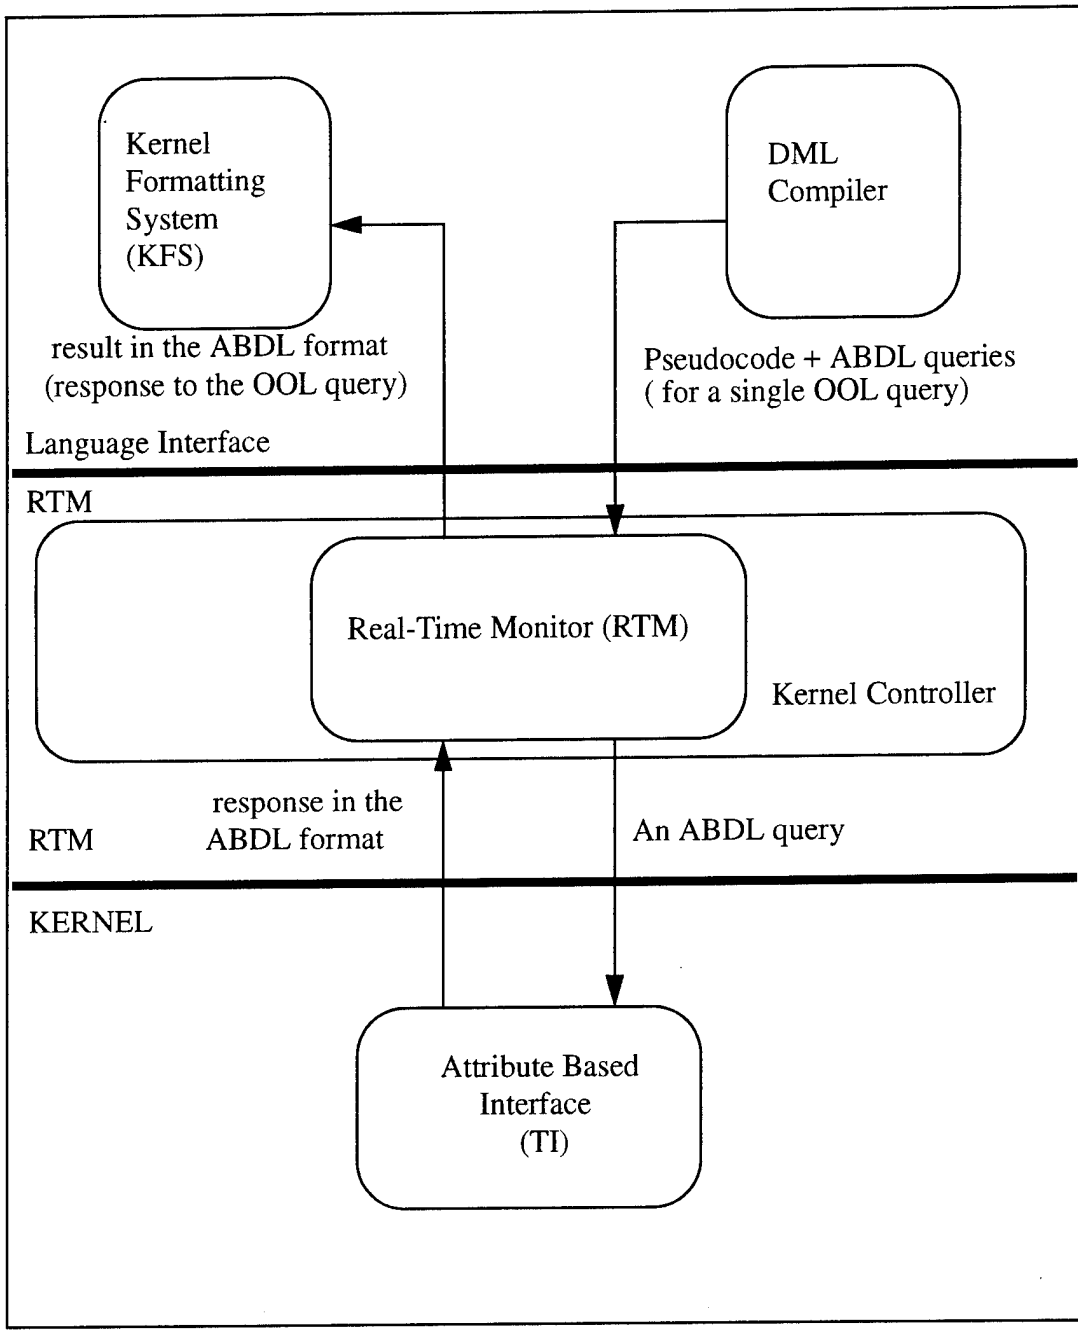 Kernel
Formatting
System
(KFS)
DML
Compiler
result in the ABDL format
(response to the OOL query)
Pseudocode + ABDL queries
( for a single OOL query)
Language Interface
RTM
Real-Time Monitor (RTM)
Kernel Controller
response in the
ABDL format
An ABDL query
RTM
KERNEL
Attribute Based
Interface
(TI)